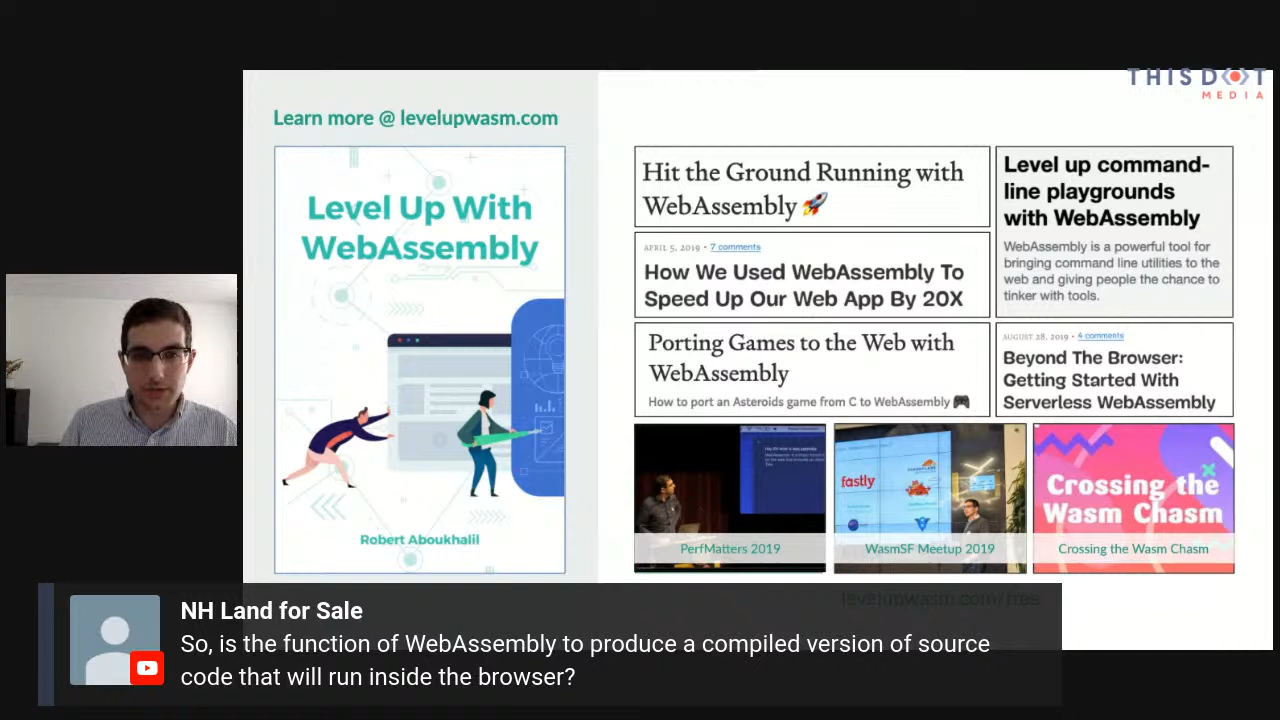 THIS DOT
MEDIA
Learn more @ levelupwasm.com
Level Up With
WebAssembly
Robert Aboukhalil
Hit the Ground Running with
WebAssembly 🚀
APRIL 5, 2019 • 7 comments
How We Used WebAssembly To
Speed Up Our Web App By 20X
Porting Games to the Web with
WebAssembly
How to port an Asteroids game from C to WebAssembly 🎮
Level up command-
line playgrounds
with WebAssembly
WebAssembly is a powerful tool for
bringing command line utilities to the
web and giving people the chance to
tinker with tools.
AUGUST 28, 2019 • 4 comments
Beyond The Browser:
Getting Started With
Serverless WebAssembly
PerfMatters 2019
fastly
WasmSF Meetup 2019
Crossing the
Wasm Chasm
Crossing the Wasm Chasm
levelupwasm.com/free
NH Land for Sale
So, is the function of WebAssembly to produce a compiled version of source
code that will run inside the browser?